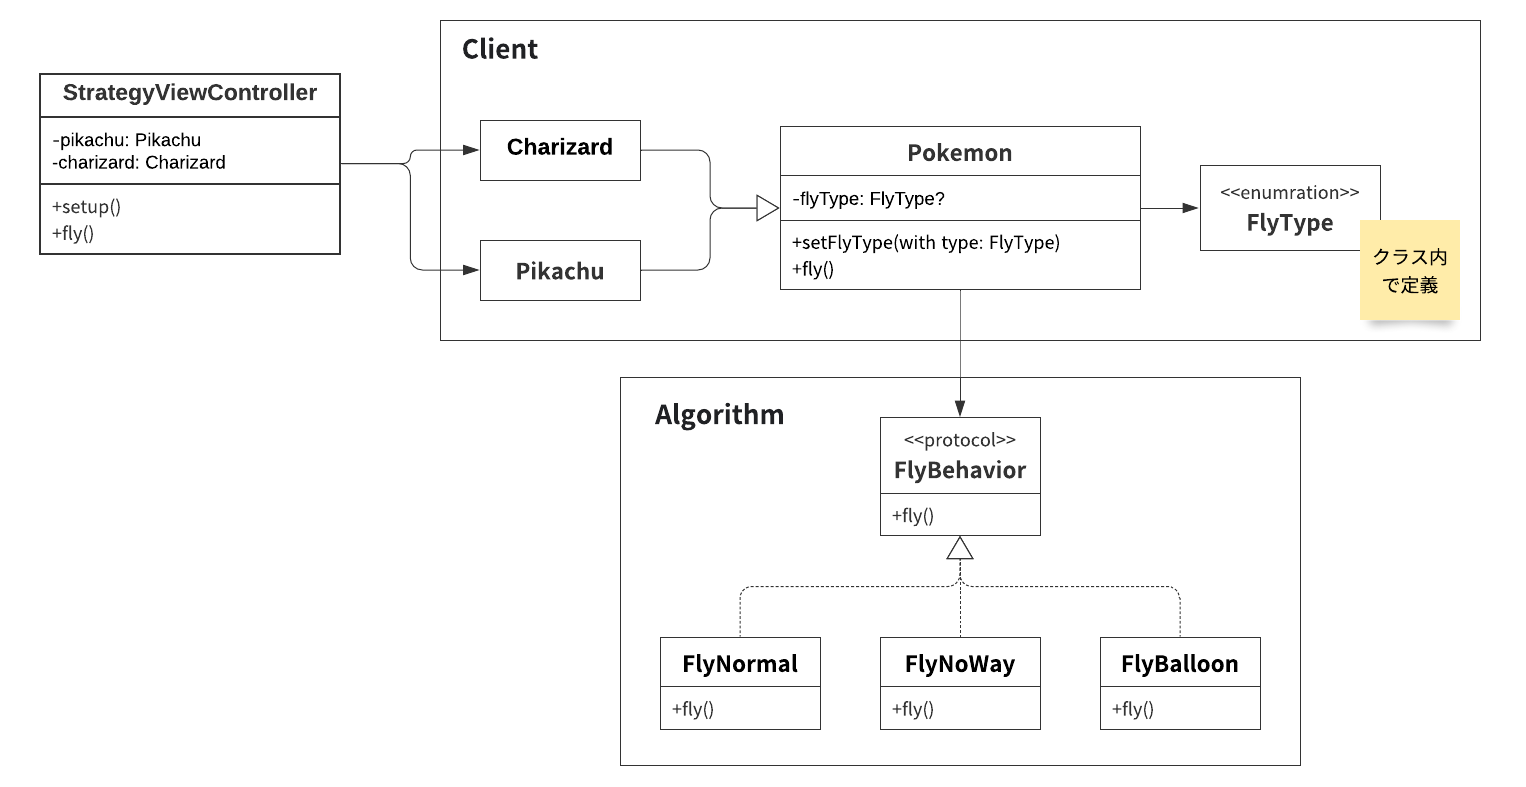 Client
StrategyViewController
-pikachu: Pikachu
-charizard: Charizard
+setup()
+fly()
Charizard
Pikachu
Pokemon
-flyType: FlyType?
+setFlyType(with type: FlyType)
+fly()
<<enumration>>
FlyType
クラス内
で定義
Algorithm
<<protocol>>
FlyBehavior
+fly()
FlyNormal
+fly()
FlyNoWay
+fly()
FlyBalloon
+fly()